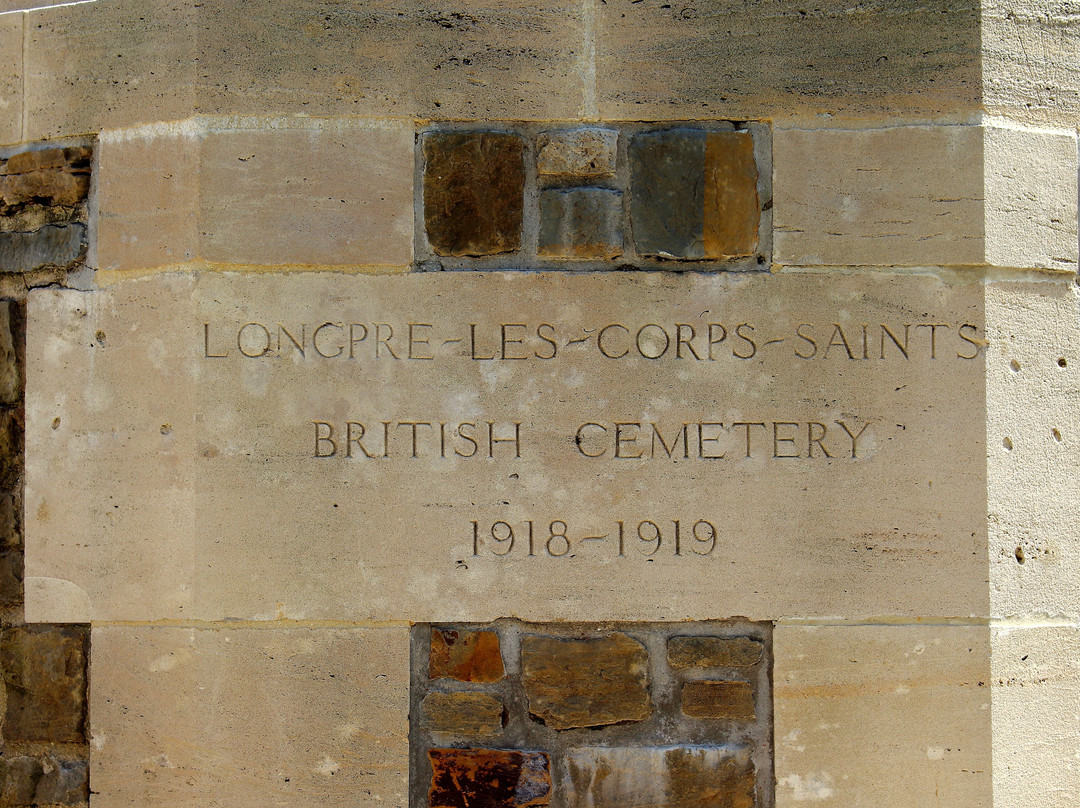 LONGPRE-LES-CORPS-SAINTS
BRITISH CEMETERY
1918-1919